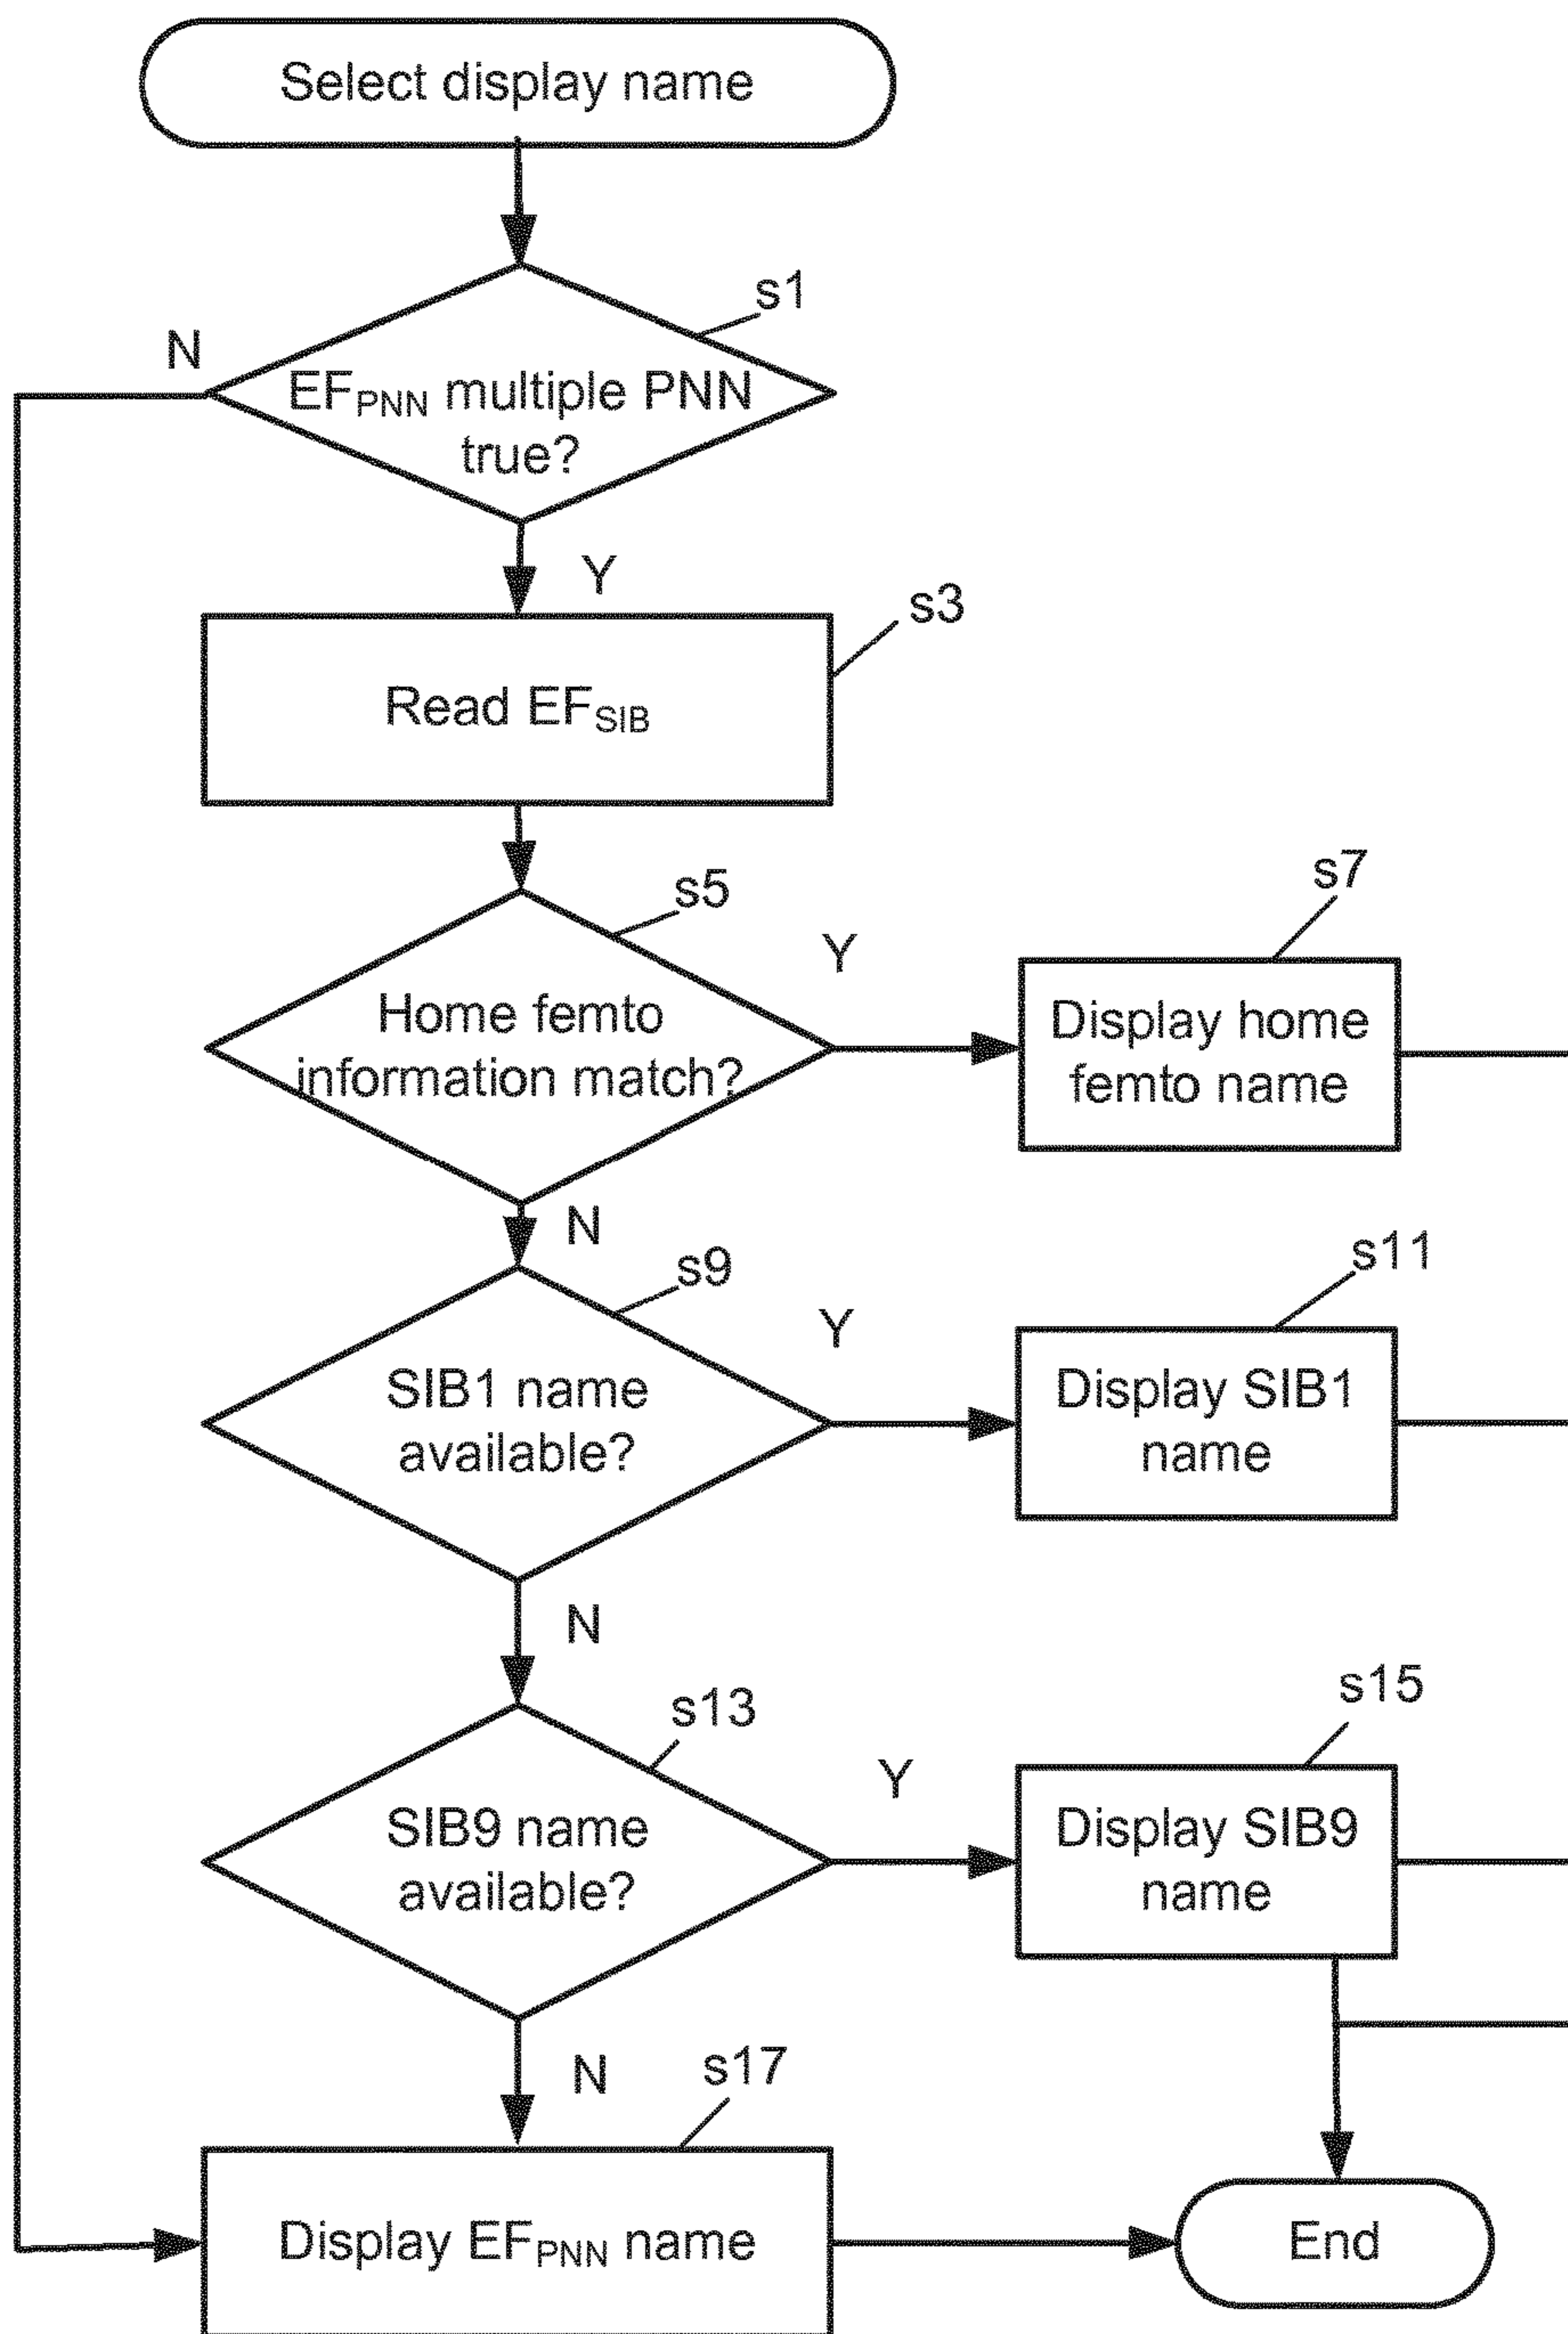 Select display name
s1
N
EFPNN multiple PNN
true?
Y
s3
Read EFSIB
s5
s7
Y
Home femto
information match?
Display home
femto name
N
s9
s11
Y
SIB1 name
available?
Display SIB1
name
N
s13
s15
Y
SIB9 name
available?
Display SIB9
name
N
s17
Display EFPNN name
End